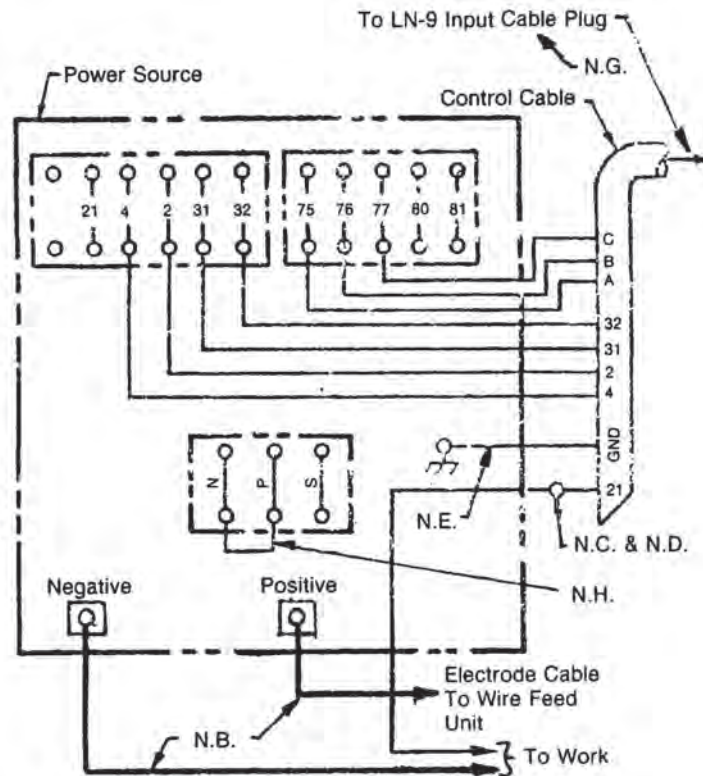 To LN-9 Input Cable Plug
N.G.
Power Source
Control Cable
21 4 2 31 32
75 76 77 80 81
C
B
A
32
31
2
4
GND
21
N P S
N.E.
N.C. & N.D.
N.H.
Negative
Positive
Electrode Cable
To Wire Feed
Unit
N.B.
To Work